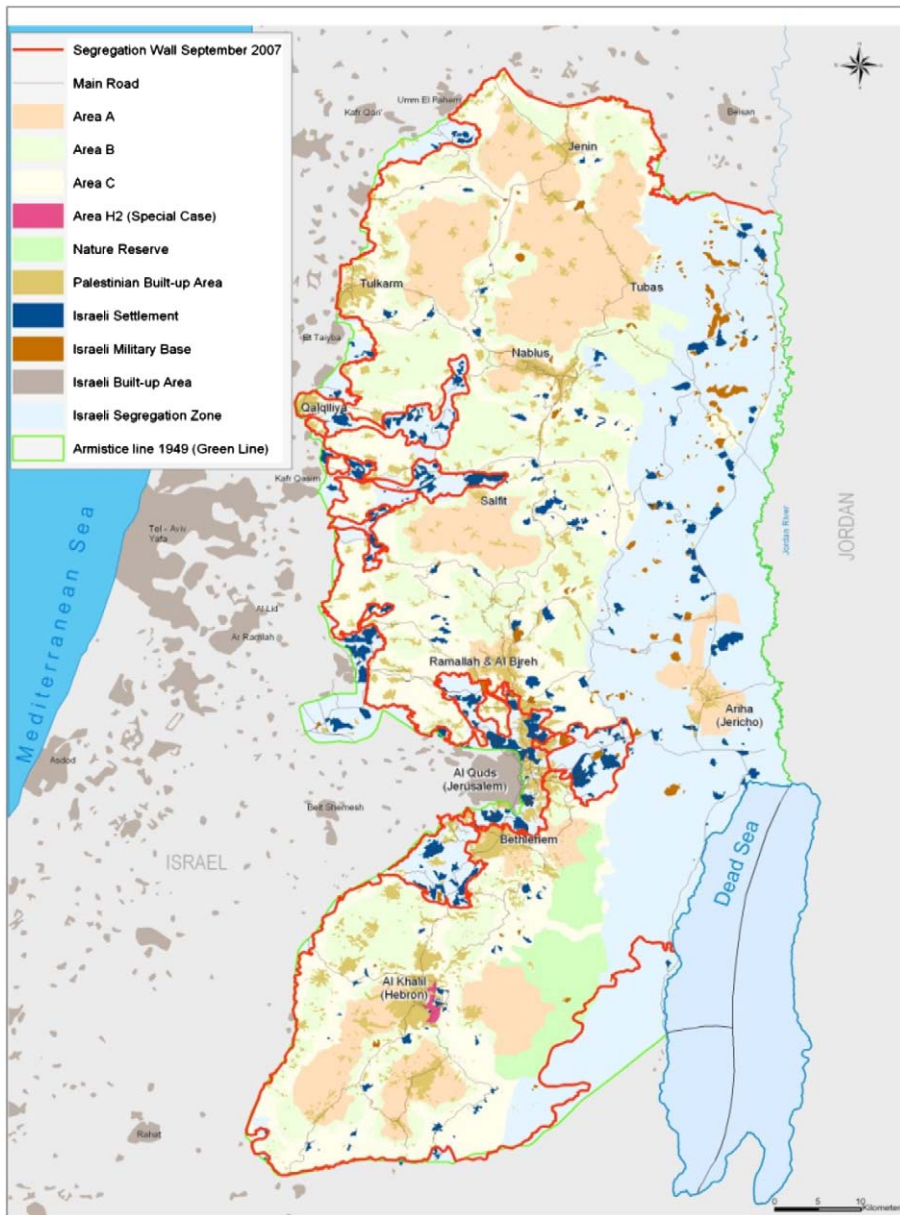 Segregation Wall September 2007
Main Road
Area A
Area B
Area C
Area H2 (Special Case)
Nature Reserve
Palestinian Built-up Area
Israeli Settlement
Israeli Military Base
Israeli Built-up Area
Israeli Segregation Zone
Armistice line 1949 (Green Line)
Umm El Fahem
Kafr Qari'
Beisan
Jenin
Tulkarm
Tubas
Et Taiyba
Nablus
Qalqiliya
Kafr Qasim
Salfit
Tel - Aviv
Yafa
Mediterranean Sea
Jordan River
JORDAN
Al Lid
Ar Ramlah
Ramallah & Al Bireh
Ariha
(Jericho)
Asdod
Al Quds
(Jerusalem)
Beit Shemesh
Bethlehem
ISRAEL
Dead Sea
Al Khalil
(Hebron)
Rahat
0 5 10
Kilometer